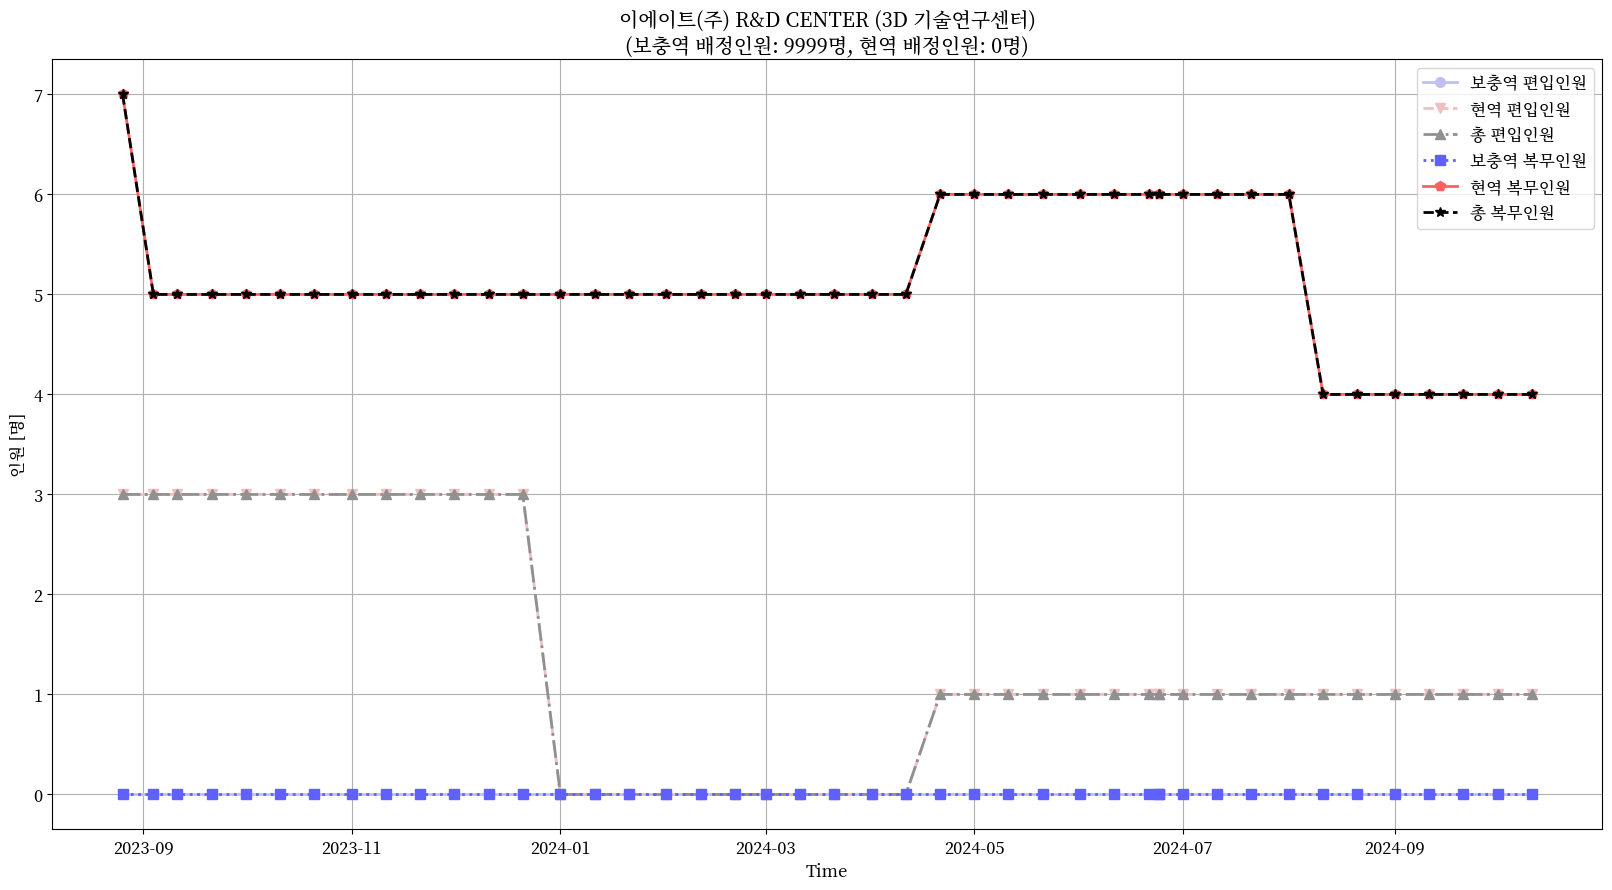 이에이트(주) R&D CENTER (3D 기술연구센터)
(보충역 배정인원: 9999명, 현역 배정인원: 0명)
보충역 편입인원
현역 편입인원
총 편입인원
보충역 복무인원
현역 복무인원
총 복무인원
인원 [명]
7
6
5
4
3
2
1
0
2023-09
2023-11
2024-01
2024-03
2024-05
2024-07
2024-09
Time